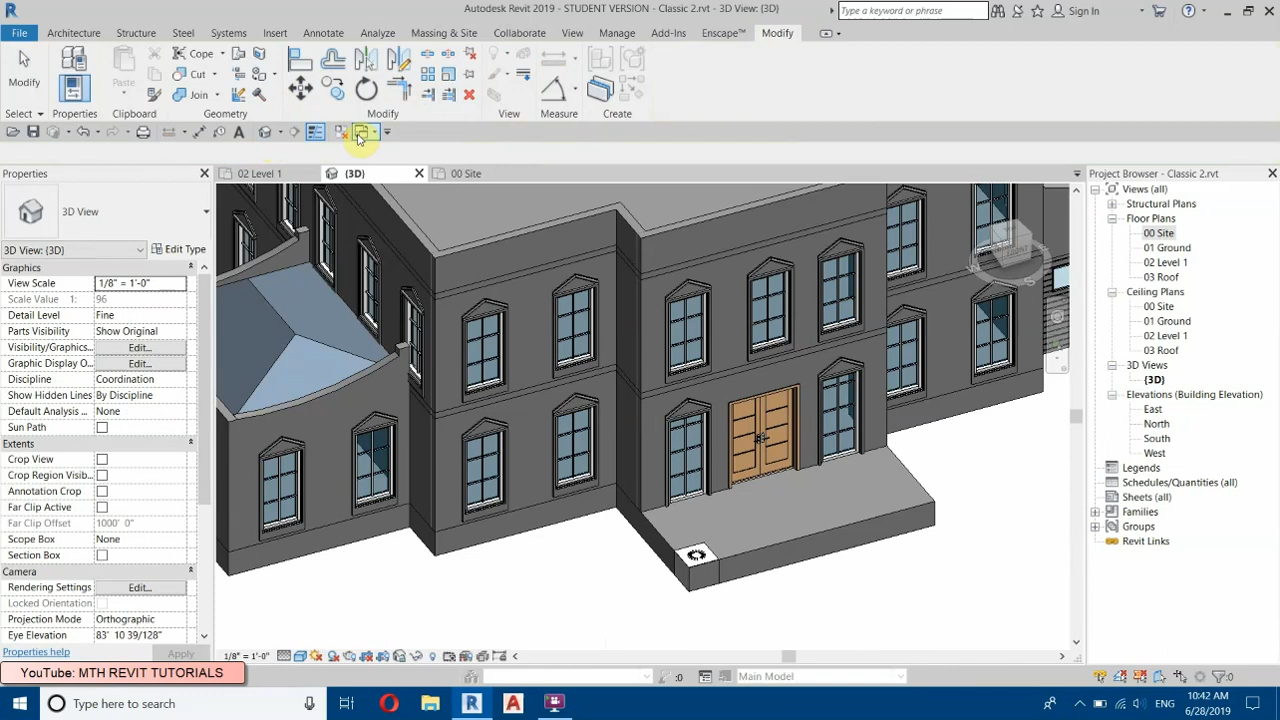 Autodesk Revit 2019 - STUDENT VERSION - Classic 2.rvt - 3D View: {3D}
Type a keyword or phrase
Sign In
File Architecture Structure Steel Systems Insert Annotate Analyze Massing & Site Collaborate View Manage Add-Ins Enscape™ Modify
Modify
Paste
Cope
Cut
Join
Select Properties Clipboard Geometry Modify View Measure Create
Properties
02 Level 1
{3D}
00 Site
Project Browser - Classic 2.rvt
3D View
3D View: {3D}
Edit Type
Graphics
View Scale 1/8" = 1'-0"
Scale Value 1: 96
Detail Level Fine
Parts Visibility Show Original
Visibility/Graphics... Edit...
Graphic Display O... Edit...
Discipline Coordination
Show Hidden Lines By Discipline
Default Analysis ... None
Sun Path
Extents
Crop View
Crop Region Visib...
Annotation Crop
Far Clip Active
Far Clip Offset 1000' 0"
Scope Box None
Section Box
Camera
Rendering Settings Edit...
Locked Orientation
Projection Mode Orthographic
Eye Elevation 83' 10 39/128"
Properties help
Apply
Views (all)
Structural Plans
Floor Plans
00 Site
01 Ground
02 Level 1
03 Roof
Ceiling Plans
00 Site
01 Ground
02 Level 1
03 Roof
3D Views
{3D}
Elevations (Building Elevation)
East
North
South
West
Legends
Schedules/Quantities (all)
Sheets (all)
Families
Groups
Revit Links
1/8" = 1'-0"
YouTube: MTH REVIT TUTORIALS
:0
Main Model
:0
Type here to search
ENG
10:42 AM
6/28/2019